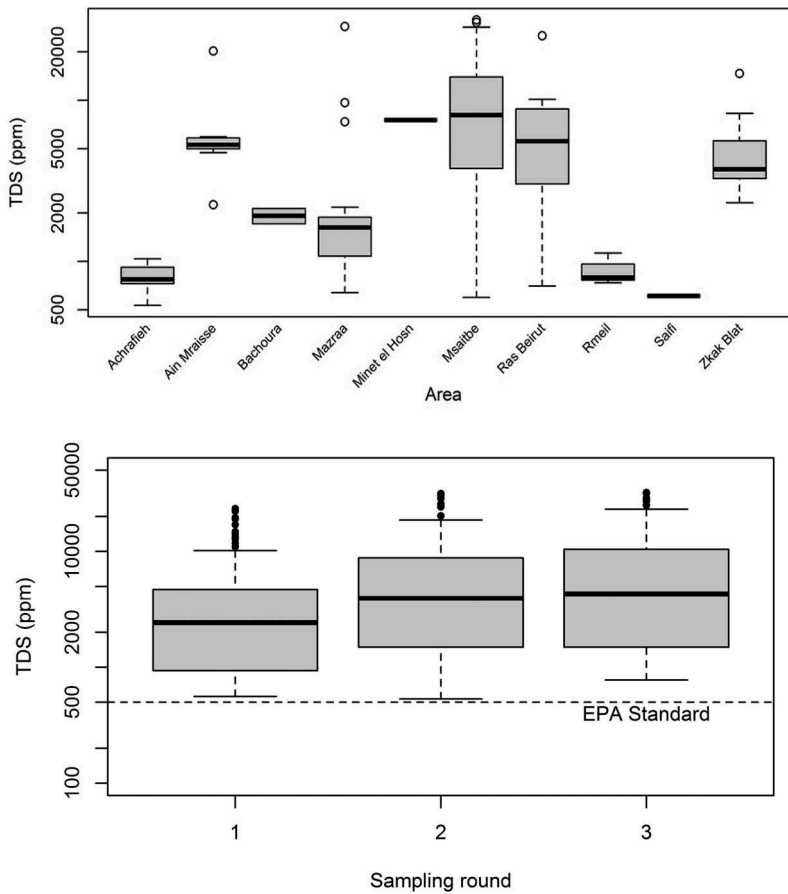 TDS (ppm)
20000
5000
2000
500
Achrafieh
Ain Mraisse
Bachoura
Mazraa
Minet el Hosn
Msaitbe
Ras Beirut
Rmeil
Saifi
Zkak Blat
Area
TDS (ppm)
50000
10000
2000
500
100
EPA Standard
1
2
3
Sampling round